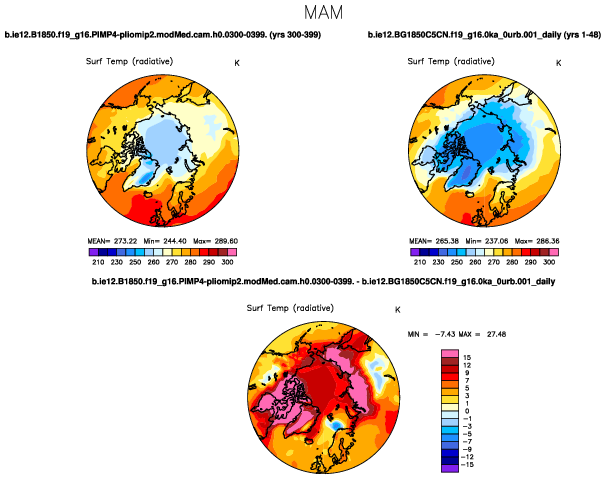 MAM
b.ie12.B1850.f19_g16.PIMP4-pliomip2.modMed.cam.h0.0300-0399. (yrs 300-399)
b.ie12.BG1850C5CN.f19_g16.0ka_0urb.001_daily (yrs 1-48)
Surf Temp (radiative) K
Surf Temp (radiative) K
MEAN= 273.22 Min= 244.40 Max= 289.60
MEAN= 265.38 Min= 237.06 Max= 286.36
210 230 250 260 270 280 290 300
210 230 250 260 270 280 290 300
b.ie12.B1850.f19_g16.PIMP4-pliomip2.modMed.cam.h0.0300-0399. - b.ie12.BG1850C5CN.f19_g16.0ka_0urb.001_daily
Surf Temp (radiative) K
MIN = -7.43 MAX = 27.48
15
12
9
7
5
3
1
0
-1
-3
-5
-7
-9
-12
-15